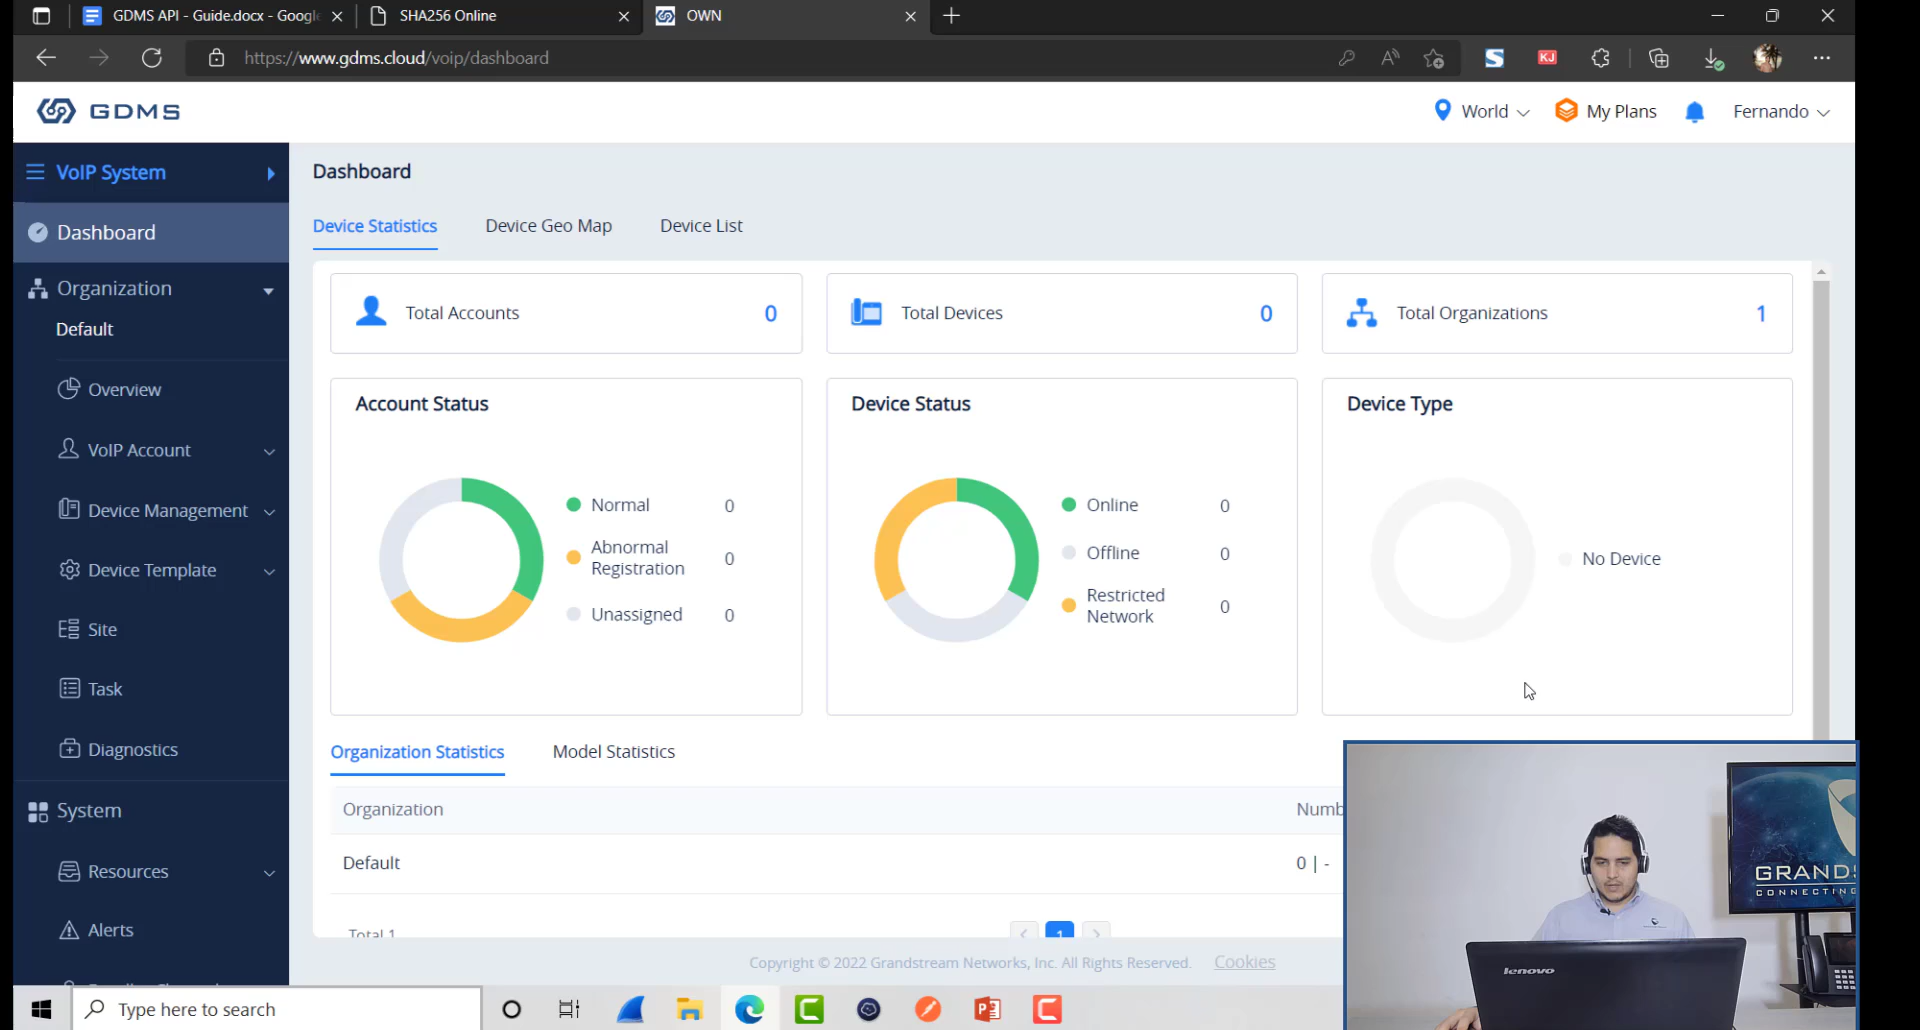 GDMS API - Guide.docx - Google
SHA256 Online
OWN
https://www.gdms.cloud/voip/dashboard
KJ
GDMS
World
My Plans
Fernando
VoIP System
Dashboard
Organization
Default
Overview
VoIP Account
Device Management
Device Template
Site
Task
Diagnostics
System
Resources
Alerts
Dashboard
Device Statistics
Device Geo Map
Device List
Total Accounts 0
Total Devices 0
Total Organizations 1
Account Status
Normal 0
Abnormal
Registration 0
Unassigned 0
Device Status
Online 0
Offline 0
Restricted
Network 0
Device Type
No Device
Organization Statistics
Model Statistics
Organization
Numb
Default
0 | -
Total 1
1
Copyright © 2022 Grandstream Networks, Inc. All Rights Reserved.
Cookies
GRANDS
CONNECTING
lenovo
Type here to search